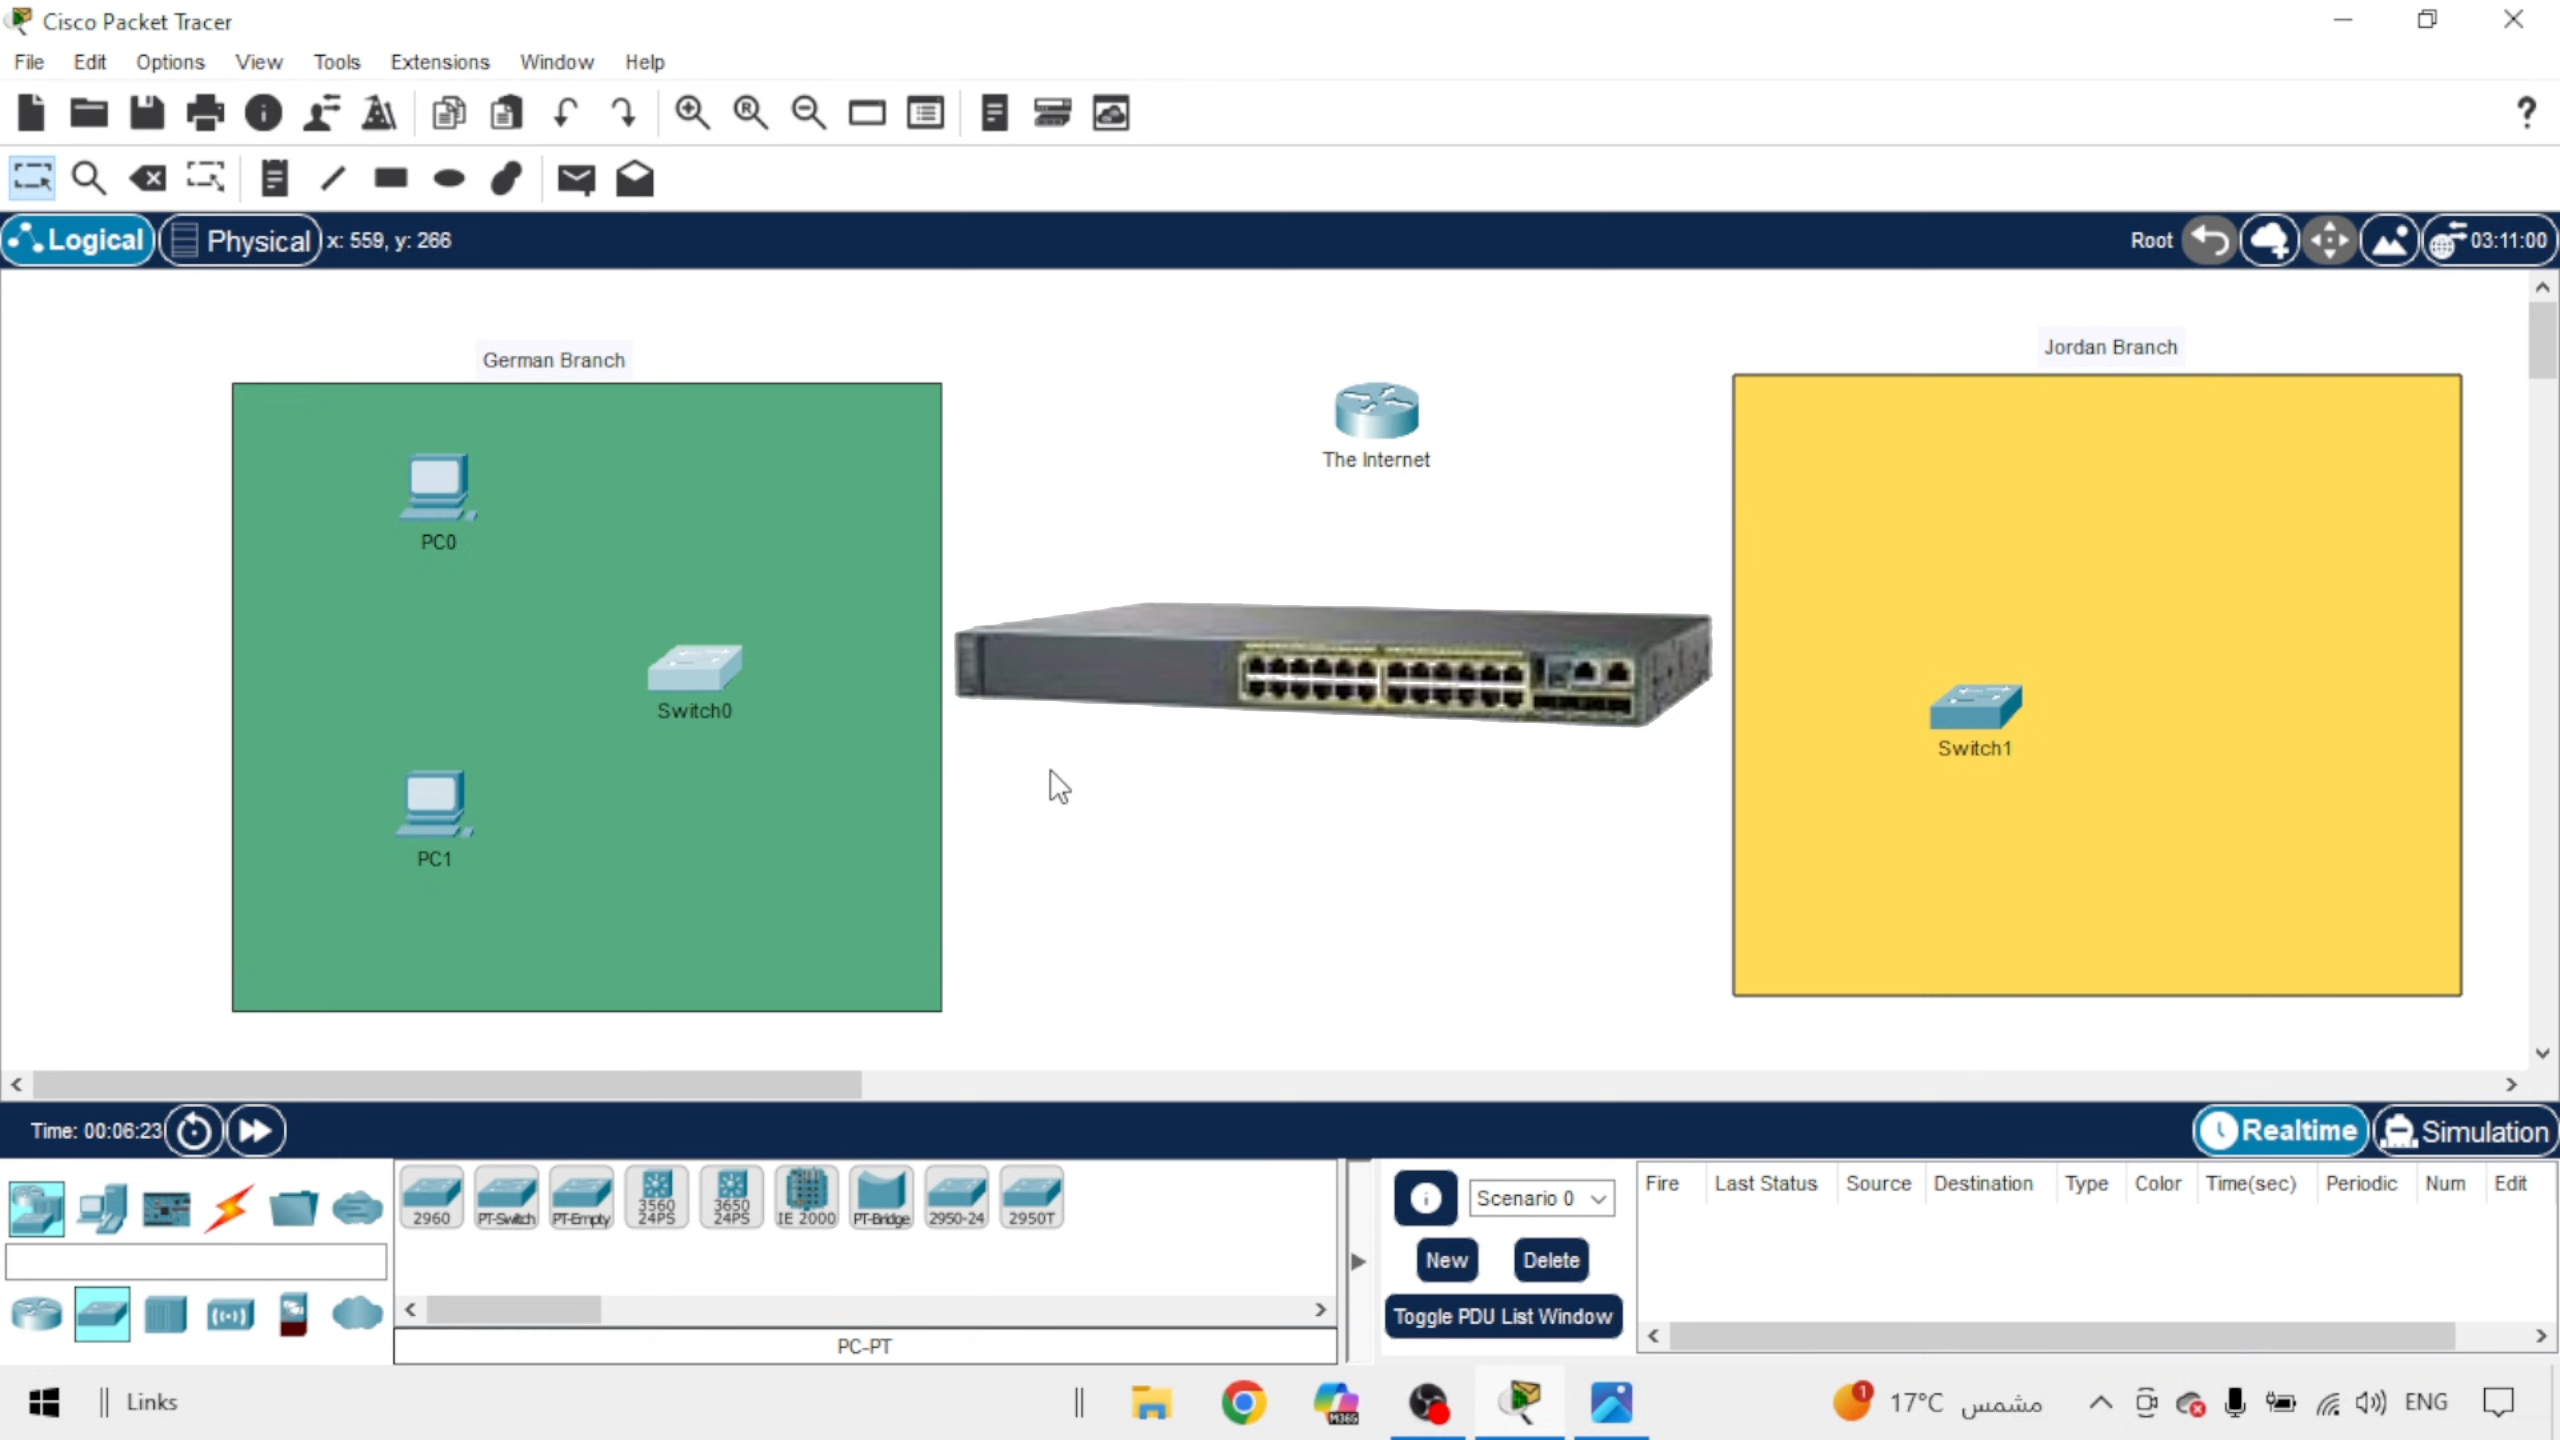 Cisco Packet Tracer
File Edit Options View Tools Extensions Window Help
Logical Physical x: 559, y: 266 Root 03:11:00
German Branch
Jordan Branch
The Internet
PC0
Switch0
Switch1
PC1
Time: 00:06:23 Realtime Simulation
2960 PT-Switch PT-Empty 3560 24PS 3650 24PS IE 2000 PT-Bridge 2950-24 2950T
Scenario 0
New Delete
Toggle PDU List Window
Fire Last Status Source Destination Type Color Time(sec) Periodic Num Edit
PC-PT
Links M365 1 17°C مشمس ENG